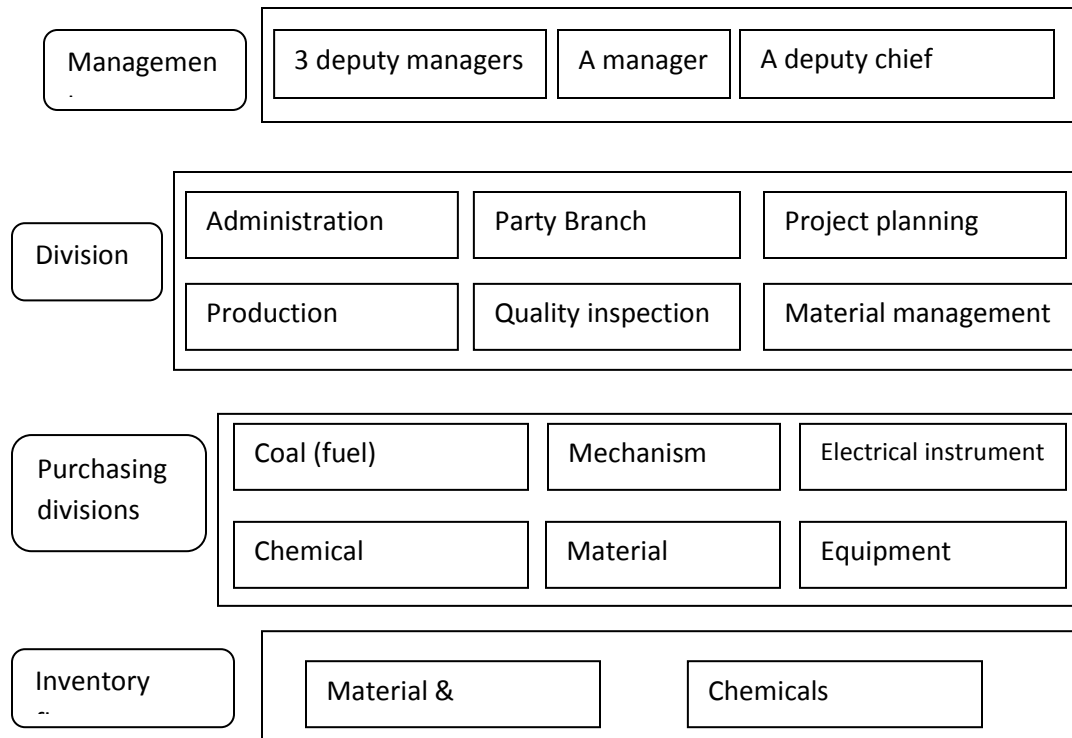 Managemen
3 deputy managers
A manager
A deputy chief
Division
Administration
Party Branch
Project planning
Production
Quality inspection
Material management
Purchasing
divisions
Coal (fuel)
Mechanism
Electrical instrument
Chemical
Material
Equipment
Inventory
Material &
Chemicals